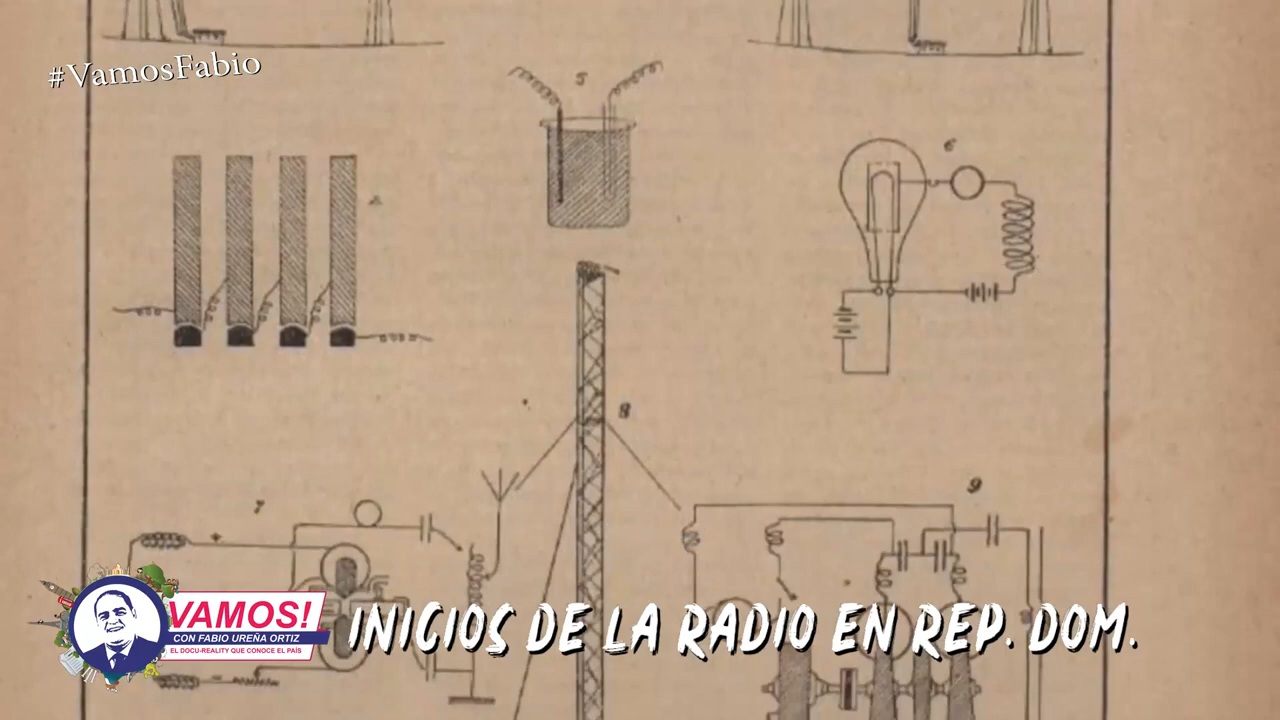 #VamosFabio
5
6
8
7
9
VAMOS!
CON FABIO UREÑA ORTIZ
EL DOCU-REALITY QUE CONOCE EL PAÍS
INICIOS DE LA RADIO EN REP. DOM.